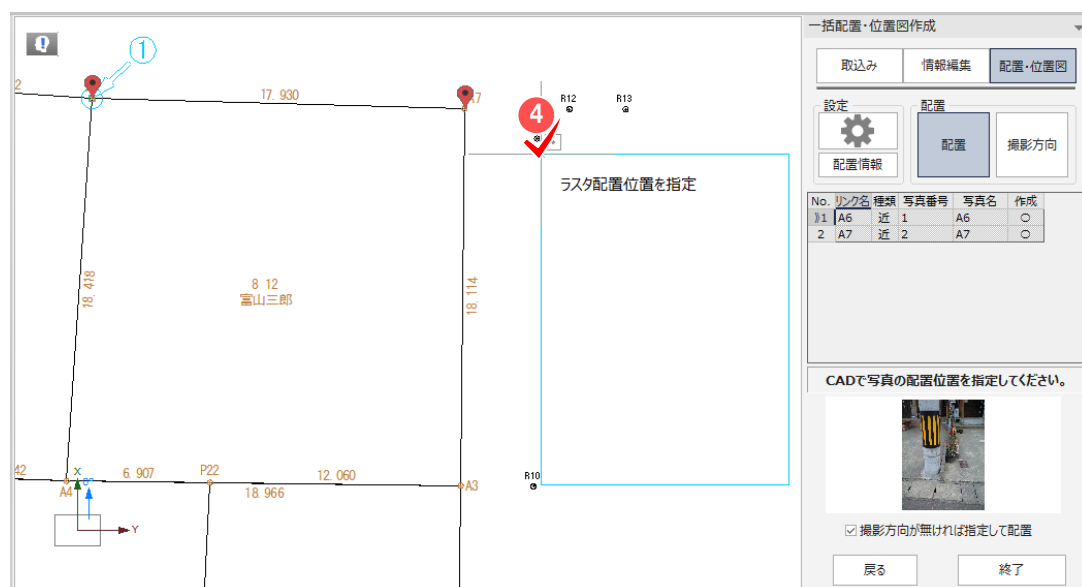 一括配置・位置図作成
①
取込み 情報編集 配置・位置図
2 17.930 A7 R12 R13
4
設定 配置
配置情報 配置 撮影方向
ラスタ配置位置を指定
No. リンク名 種類 写真番号 写真名 作成
1 A6 近 1 A6 ○
2 A7 近 2 A7 ○
18.418
8 12
富山三郎
18.114
CADで写真の配置位置を指定してください。
42 X 6.907 P22 12.060 R10
A4 0° 18.966 A3
Y
撮影方向が無ければ指定して配置
戻る 終了